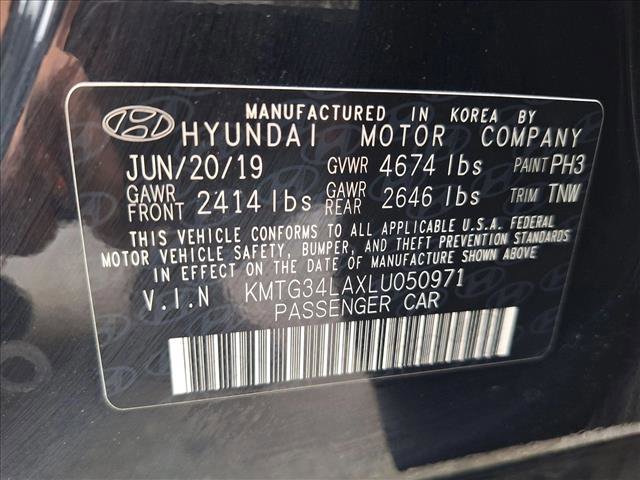 MANUFACTURED IN KOREA BY
HYUNDAI MOTOR COMPANY
JUN/20/19 GVWR 4674 lbs PAINT PH3
GAWR FRONT 2414 lbs GAWR REAR 2646 lbs TRIM TNW
THIS VEHICLE CONFORMS TO ALL APPLICABLE U.S.A. FEDERAL
MOTOR VEHICLE SAFETY, BUMPER, AND THEFT PREVENTION STANDARDS
IN EFFECT ON THE DATE OF MANUFACTURE SHOWN ABOVE.
V.I.N KMTG34LAXLU050971
PASSENGER CAR